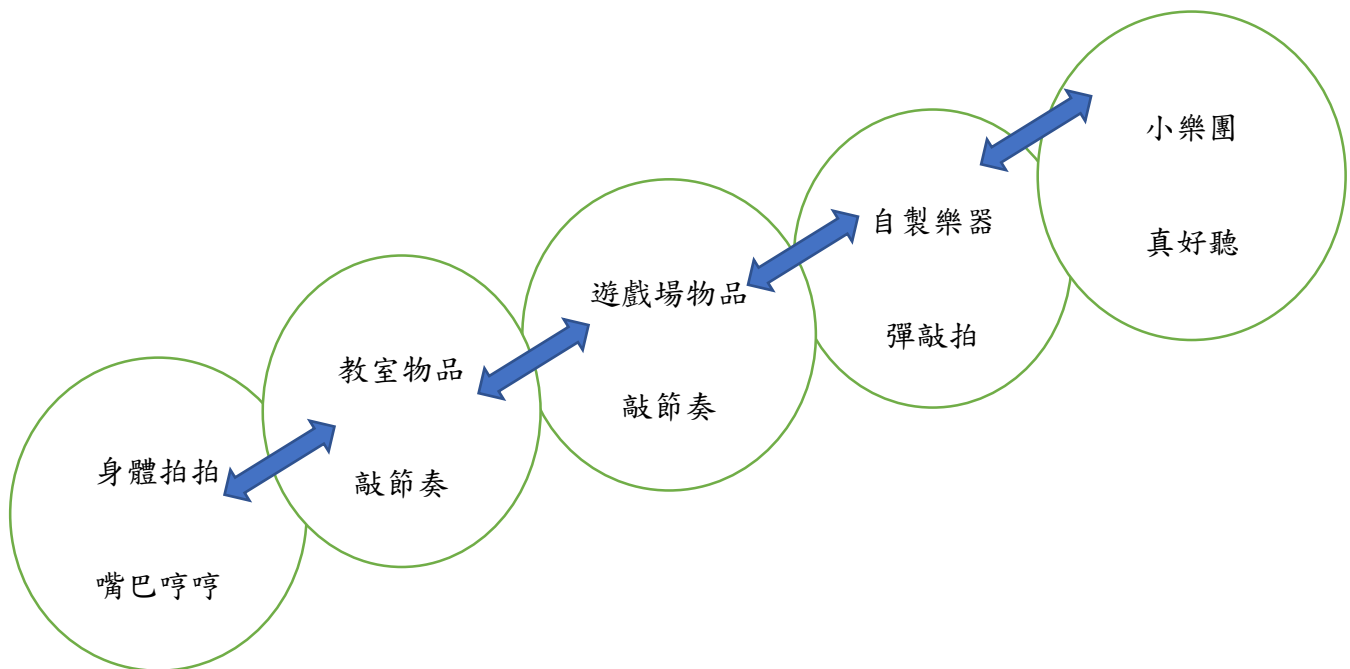 身體拍拍
嘴巴哼哼
教室物品
敲節奏
遊戲場物品
敲節奏
自製樂器
彈敲拍
小樂團
真好聽